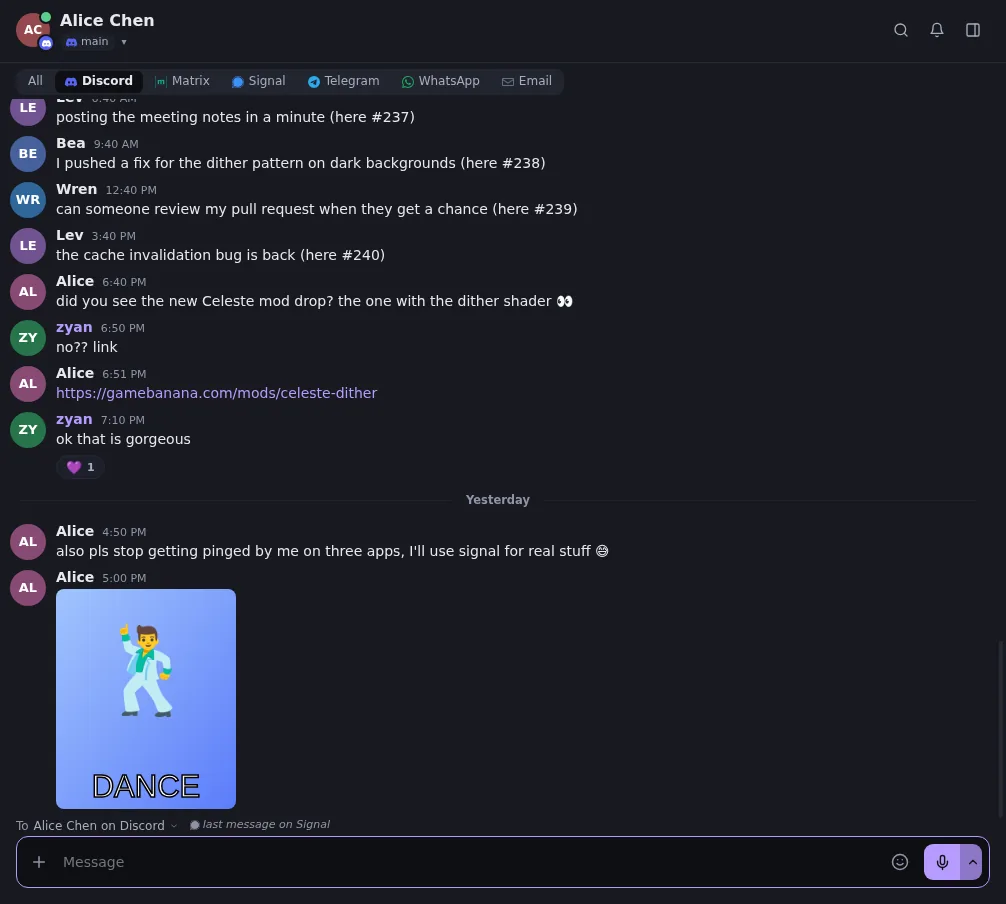 AC
Alice Chen
main
All
Discord
Matrix
Signal
Telegram
WhatsApp
Email
LE
Lev 8:40 AM
posting the meeting notes in a minute (here #237)
BE
Bea 9:40 AM
I pushed a fix for the dither pattern on dark backgrounds (here #238)
WR
Wren 12:40 PM
can someone review my pull request when they get a chance (here #239)
LE
Lev 3:40 PM
the cache invalidation bug is back (here #240)
AL
Alice 6:40 PM
did you see the new Celeste mod drop? the one with the dither shader 👀
ZY
zyan 6:50 PM
no?? link
AL
Alice 6:51 PM
https://gamebanana.com/mods/celeste-dither
ZY
zyan 7:10 PM
ok that is gorgeous
💜 1
Yesterday
AL
Alice 4:50 PM
also pls stop getting pinged by me on three apps, I'll use signal for real stuff 😅
AL
Alice 5:00 PM
DANCE
To Alice Chen on Discord
last message on Signal
Message